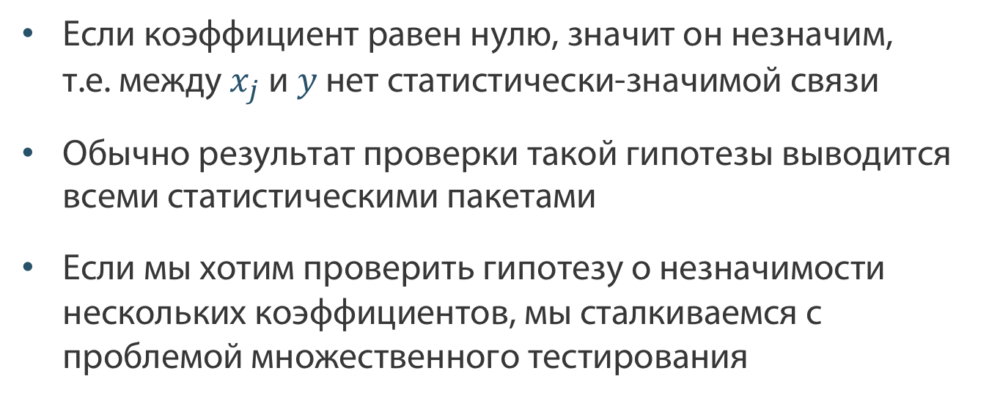 • Если коэффициент равен нулю, значит он незначим,
т.е. между xⱼ и y нет статистически-значимой связи
• Обычно результат проверки такой гипотезы выводится
всеми статистическими пакетами
• Если мы хотим проверить гипотезу о незначимости
нескольких коэффициентов, мы сталкиваемся с
проблемой множественного тестирования